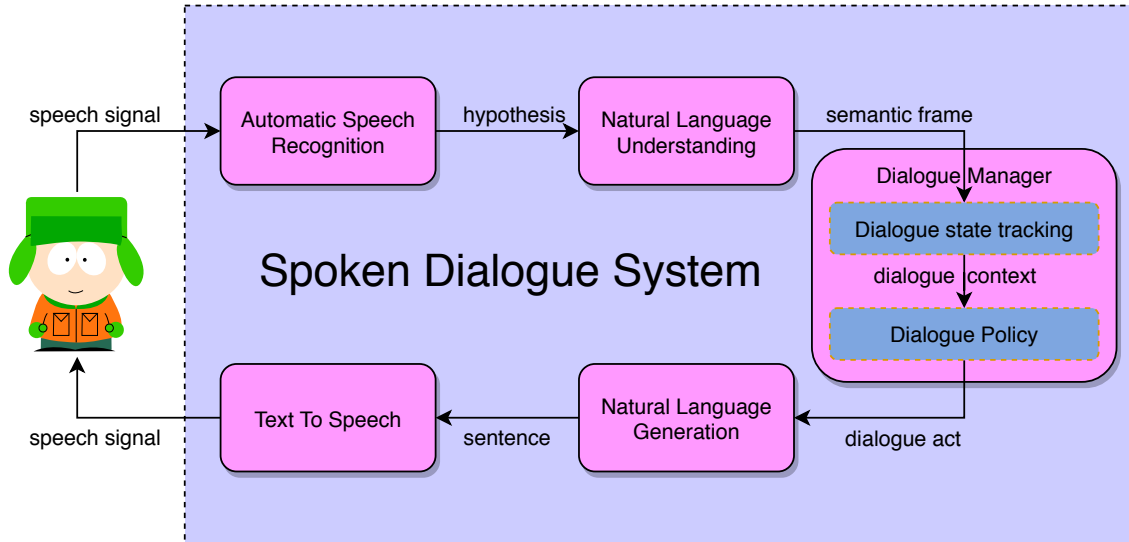 speech signal
Automatic Speech
Recognition
hypothesis
Natural Language
Understanding
semantic frame
Dialogue Manager
Dialogue state tracking
dialogue context
Dialogue Policy
Spoken Dialogue System
dialogue act
Natural Language
Generation
sentence
Text To Speech
speech signal